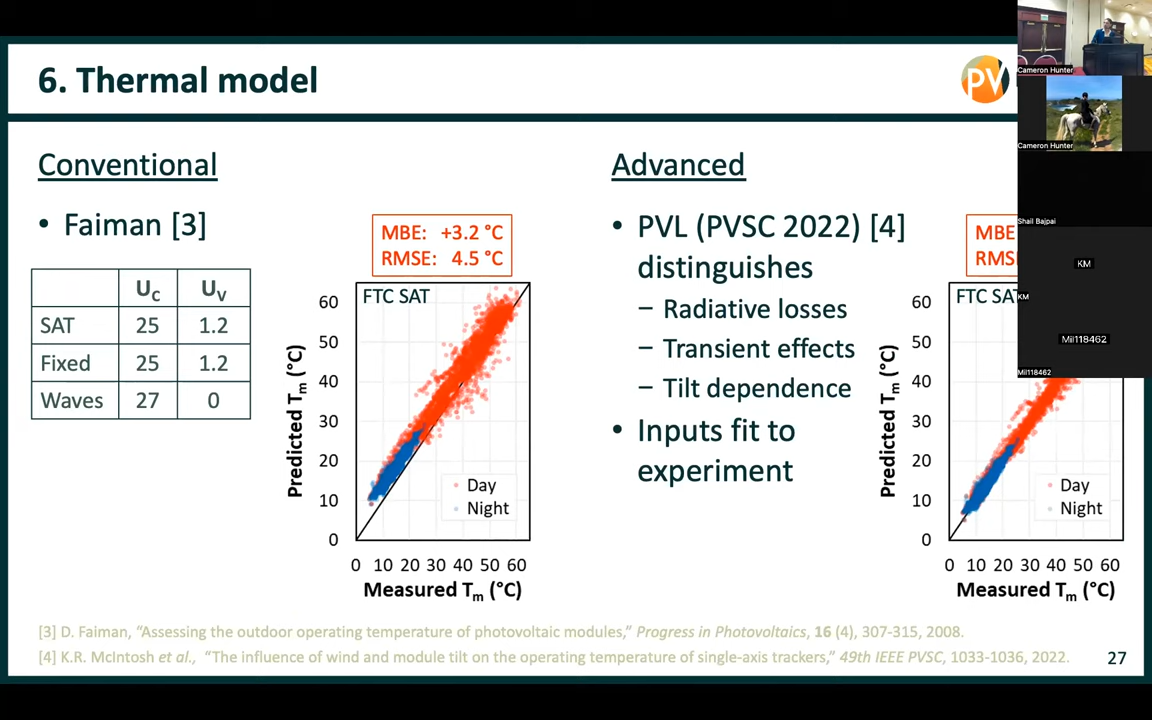 6. Thermal model
PV
Conventional
• Faiman [3]
UC UV
SAT 25 1.2
Fixed 25 1.2
Waves 27 0
MBE: +3.2 °C
RMSE: 4.5 °C
FTC SAT
60
50
40
30
20
10
0
Predicted Tm (°C)
Day
Night
0 10 20 30 40 50 60
Measured Tm (°C)
Advanced
• PVL (PVSC 2022) [4]
distinguishes
– Radiative losses
– Transient effects
– Tilt dependence
• Inputs fit to
experiment
MBE
FTC
60
50
40
30
20
10
0
Predicted Tm (°C)
Day
Night
0 10 20 30 40 50 60
Measured Tm (°C)
[3] D. Faiman, “Assessing the outdoor operating temperature of photovoltaic modules,” Progress in Photovoltaics, 16 (4), 307-315, 2008.
[4] K.R. McIntosh et al., “The influence of wind and module tilt on the operating temperature of single-axis trackers,” 49th IEEE PVSC, 1033-1036, 2022.
27
Cameron Hunter
Cameron Hunter
Shail Bajpai
KM
KM
Mil118462
Mil118462